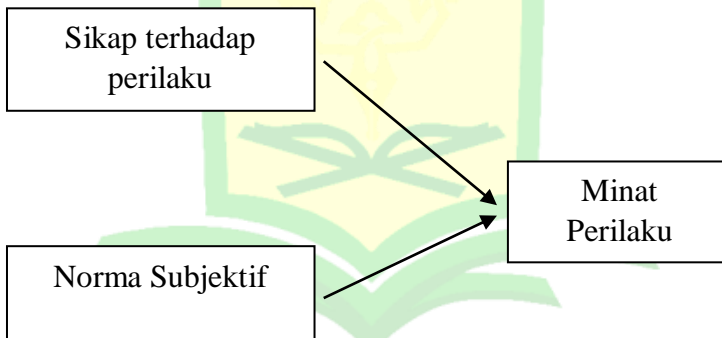 Sikap terhadap
perilaku
Minat
Perilaku
Norma Subjektif